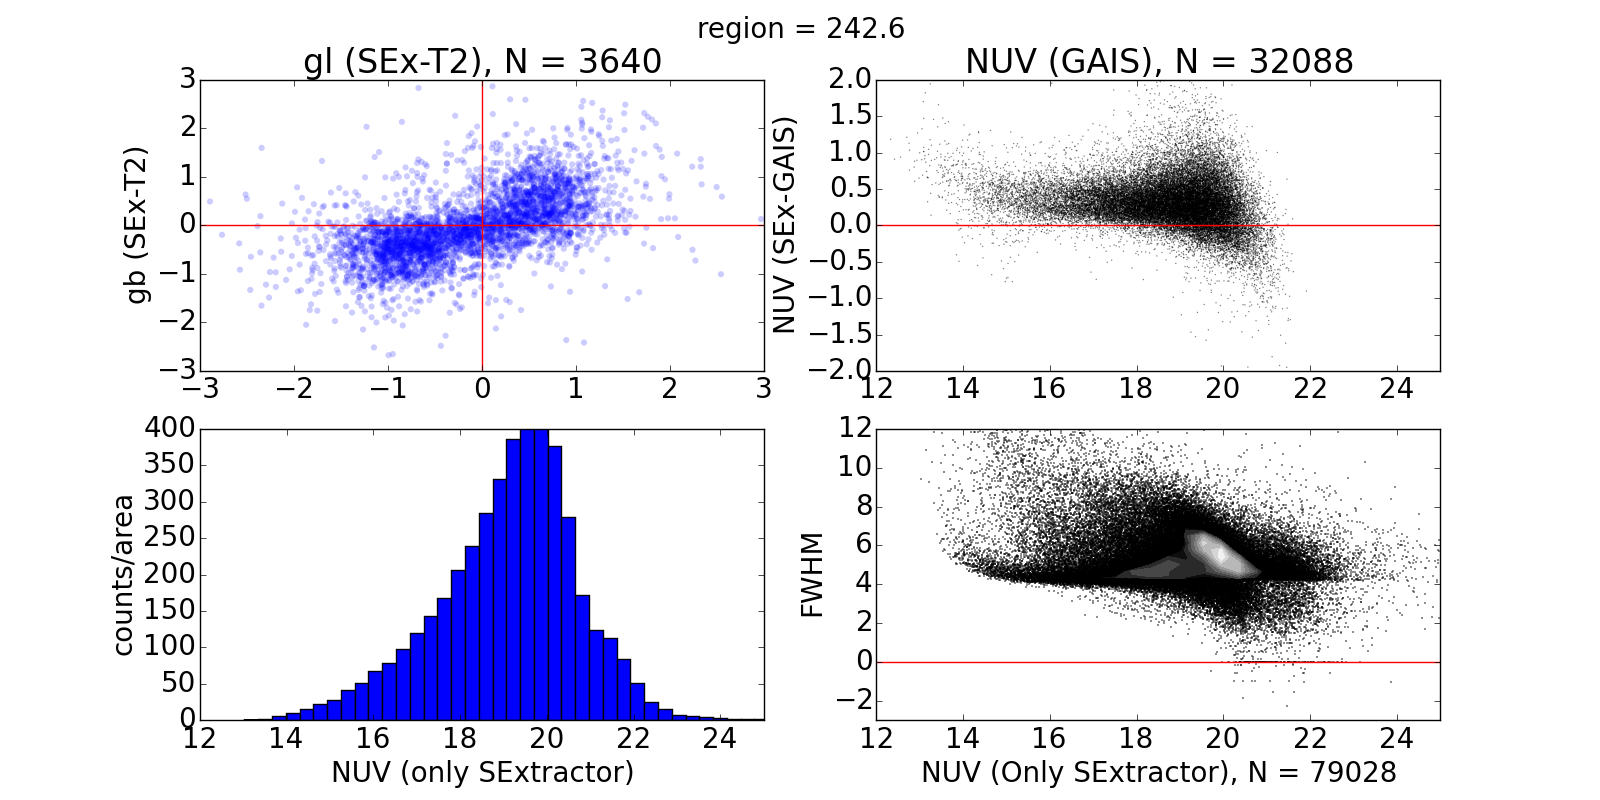 region = 242.6
gl (SEx-T2), N = 3640
3
2
1
0
−1
−2
−3
gb (SEx-T2)
−3 −2 −1 0 1 2 3
NUV (GAIS), N = 32088
2.0
1.5
1.0
0.5
0.0
−0.5
−1.0
−1.5
−2.0
NUV (SEx-GAIS)
12 14 16 18 20 22 24
400
350
300
250
200
150
100
50
0
counts/area
12 14 16 18 20 22 24
NUV (only SExtractor)
12
10
8
6
4
2
0
−2
FWHM
12 14 16 18 20 22 24
NUV (Only SExtractor), N = 79028